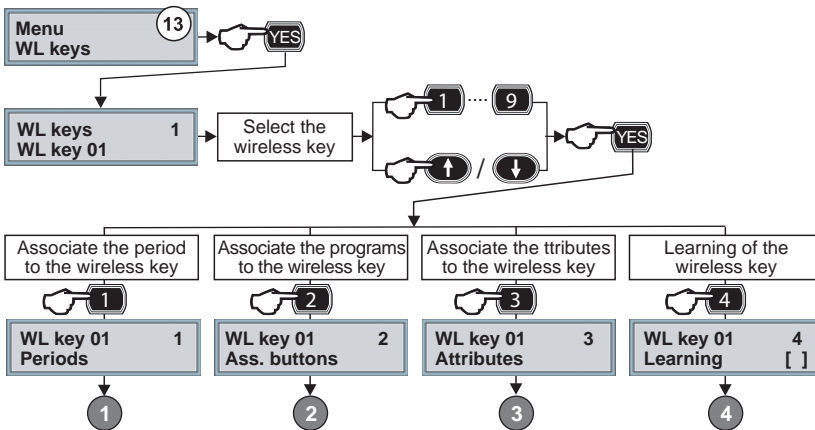 Menu
WL keys
13
YES
WL keys 1
WL key 01
Select the
wireless key
1 .... 9
/
YES
Associate the period
to the wireless key
Associate the programs
to the wireless key
Associate the ttributes
to the wireless key
Learning of the
wireless key
1
2
3
4
WL key 01 1
Periods
WL key 01 2
Ass. buttons
WL key 01 3
Attributes
WL key 01 4
Learning [ ]
1
2
3
4